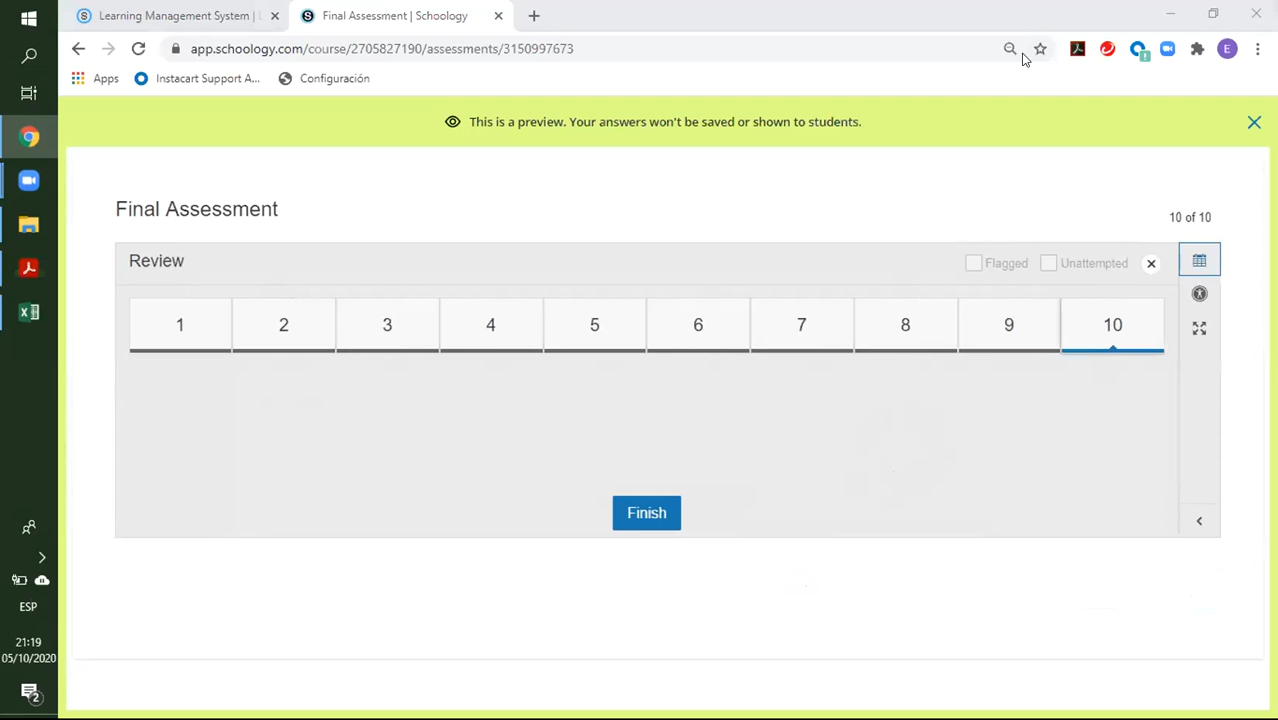 Learning Management System | L
Final Assessment | Schoology
app.schoology.com/course/2705827190/assessments/3150997673
E
Apps
Instacart Support A...
Configuración
This is a preview. Your answers won't be saved or shown to students.
Final Assessment
10 of 10
Review
Flagged
Unattempted
1
2
3
4
5
6
7
8
9
10
Finish
ESP
21:19
05/10/2020
2